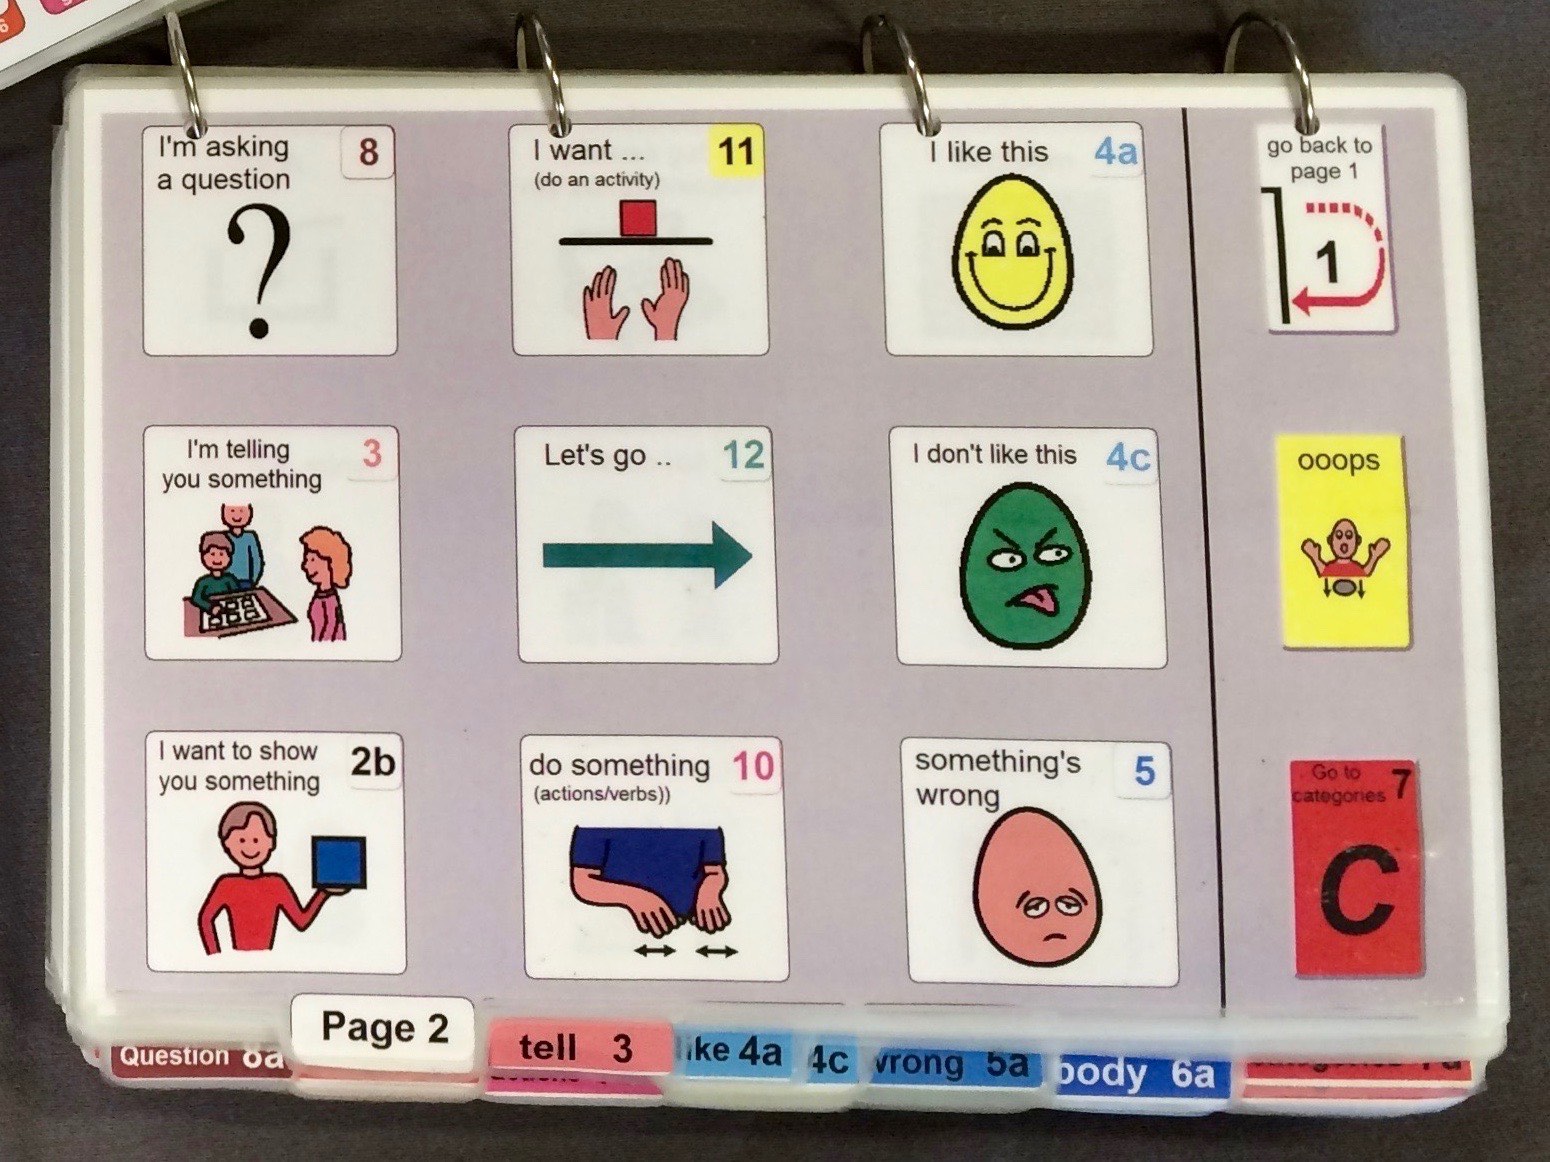 I'm asking 8
a question
?
I want ... 11
(do an activity)
I like this 4a
go back to
page 1
1
I'm telling 3
you something
Let's go .. 12
I don't like this 4c
ooops
I want to show 2b
you something
do something 10
(actions/verbs))
something's 5
wrong
Go to 7
categories
C
Question 8a
Page 2
tell 3
ike 4a
4c
wrong 5a
body 6a